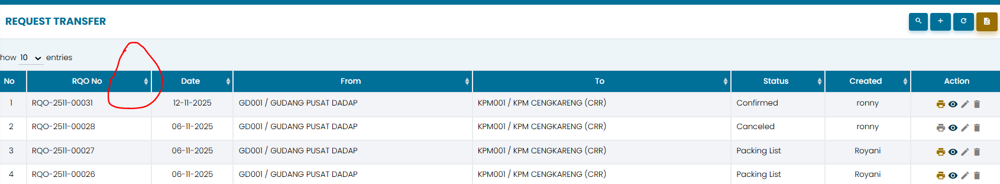 REQUEST TRANSFER
how 10 entries
No RQO No Date From To Status Created Action
1 RQO-2511-00031 12-11-2025 GD001 / GUDANG PUSAT DADAP KPM001 / KPM CENGKARENG (CRR) Confirmed ronny
2 RQO-2511-00028 06-11-2025 GD001 / GUDANG PUSAT DADAP KPM001 / KPM CENGKARENG (CRR) Canceled ronny
3 RQO-2511-00027 06-11-2025 GD001 / GUDANG PUSAT DADAP KPM001 / KPM CENGKARENG (CRR) Packing List Royani
4 RQO-2511-00026 06-11-2025 GD001 / GUDANG PUSAT DADAP KPM001 / KPM CENGKARENG (CRR) Packing List Royani